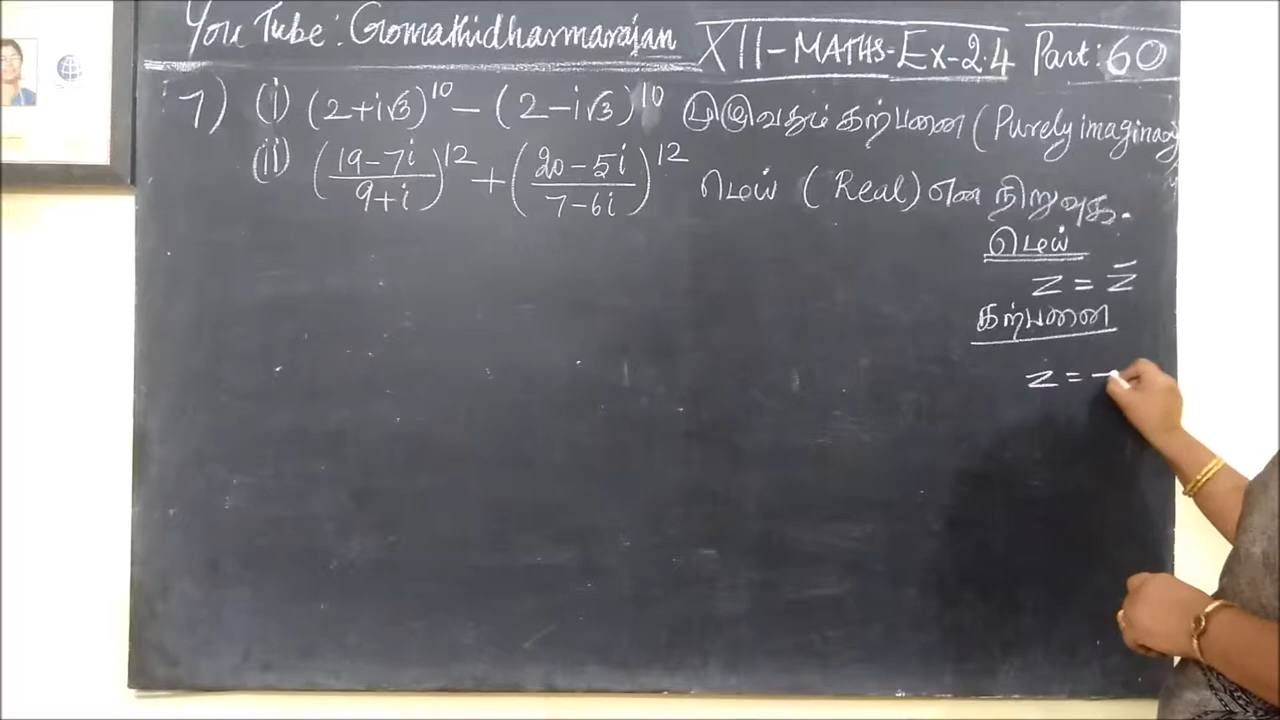 You Tube: Gomathidharmarajan XII-MATHS-Ex-2.4 Part: 60
7) (i) (2+i√3)^10 − (2−i√3)^10 முழுவதும் கற்பனை (Purely imaginary
(ii) ((19−7i)/(9+i))^12 + ((20−5i)/(7−6i))^12 மெய் (Real) என நிறுவுக.
மெய்
z = z̄
கற்பனை
z = −